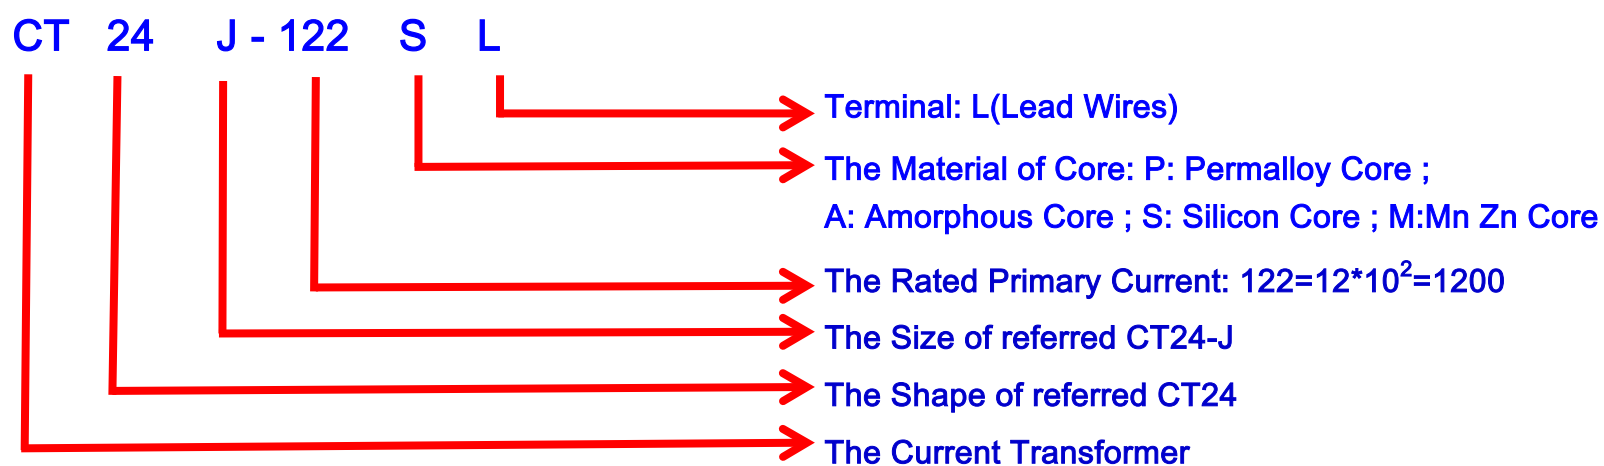 CT 24 J - 122 S L
Terminal: L(Lead Wires)
The Material of Core: P: Permalloy Core ;
A: Amorphous Core ; S: Silicon Core ; M:Mn Zn Core
The Rated Primary Current: 122=12*10²=1200
The Size of referred CT24-J
The Shape of referred CT24
The Current Transformer